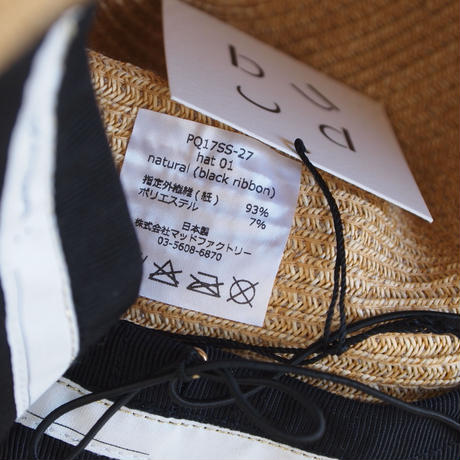 b u
c a
PQ17SS-27
hat 01
natural (black ribbon)
指定外繊維(紙) 93%
ポリエステル 7%
日本製
株式会社マッドファクトリー
03-5608-6870